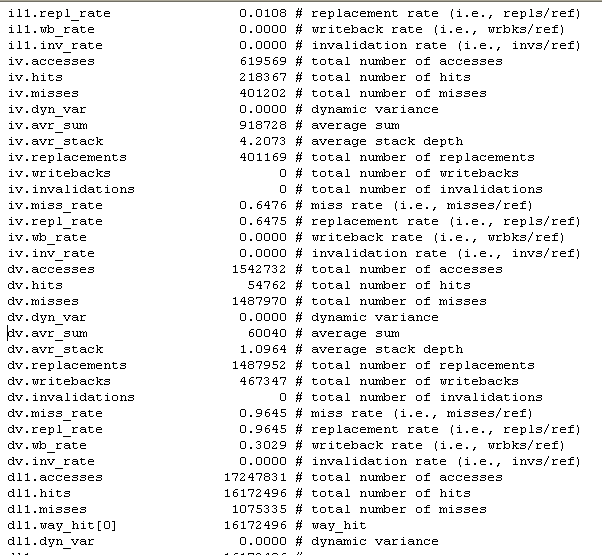 il1.repl_rate 0.0108 # replacement rate (i.e., repls/ref)
il1.wb_rate 0.0000 # writeback rate (i.e., wrbks/ref)
il1.inv_rate 0.0000 # invalidation rate (i.e., invs/ref)
iv.accesses 619569 # total number of accesses
iv.hits 218367 # total number of hits
iv.misses 401202 # total number of misses
iv.dyn_var 0.0000 # dynamic variance
iv.avr_sum 918728 # average sum
iv.avr_stack 4.2073 # average stack depth
iv.replacements 401169 # total number of replacements
iv.writebacks 0 # total number of writebacks
iv.invalidations 0 # total number of invalidations
iv.miss_rate 0.6476 # miss rate (i.e., misses/ref)
iv.repl_rate 0.6475 # replacement rate (i.e., repls/ref)
iv.wb_rate 0.0000 # writeback rate (i.e., wrbks/ref)
iv.inv_rate 0.0000 # invalidation rate (i.e., invs/ref)
dv.accesses 1542732 # total number of accesses
dv.hits 54762 # total number of hits
dv.misses 1487970 # total number of misses
dv.dyn_var 0.0000 # dynamic variance
dv.avr_sum 60040 # average sum
dv.avr_stack 1.0964 # average stack depth
dv.replacements 1487952 # total number of replacements
dv.writebacks 467347 # total number of writebacks
dv.invalidations 0 # total number of invalidations
dv.miss_rate 0.9645 # miss rate (i.e., misses/ref)
dv.repl_rate 0.9645 # replacement rate (i.e., repls/ref)
dv.wb_rate 0.3029 # writeback rate (i.e., wrbks/ref)
dv.inv_rate 0.0000 # invalidation rate (i.e., invs/ref)
dl1.accesses 17247831 # total number of accesses
dl1.hits 16172496 # total number of hits
dl1.misses 1075335 # total number of misses
dl1.way_hit[0] 16172496 # way_hit
dl1.dyn_var 0.0000 # dynamic variance